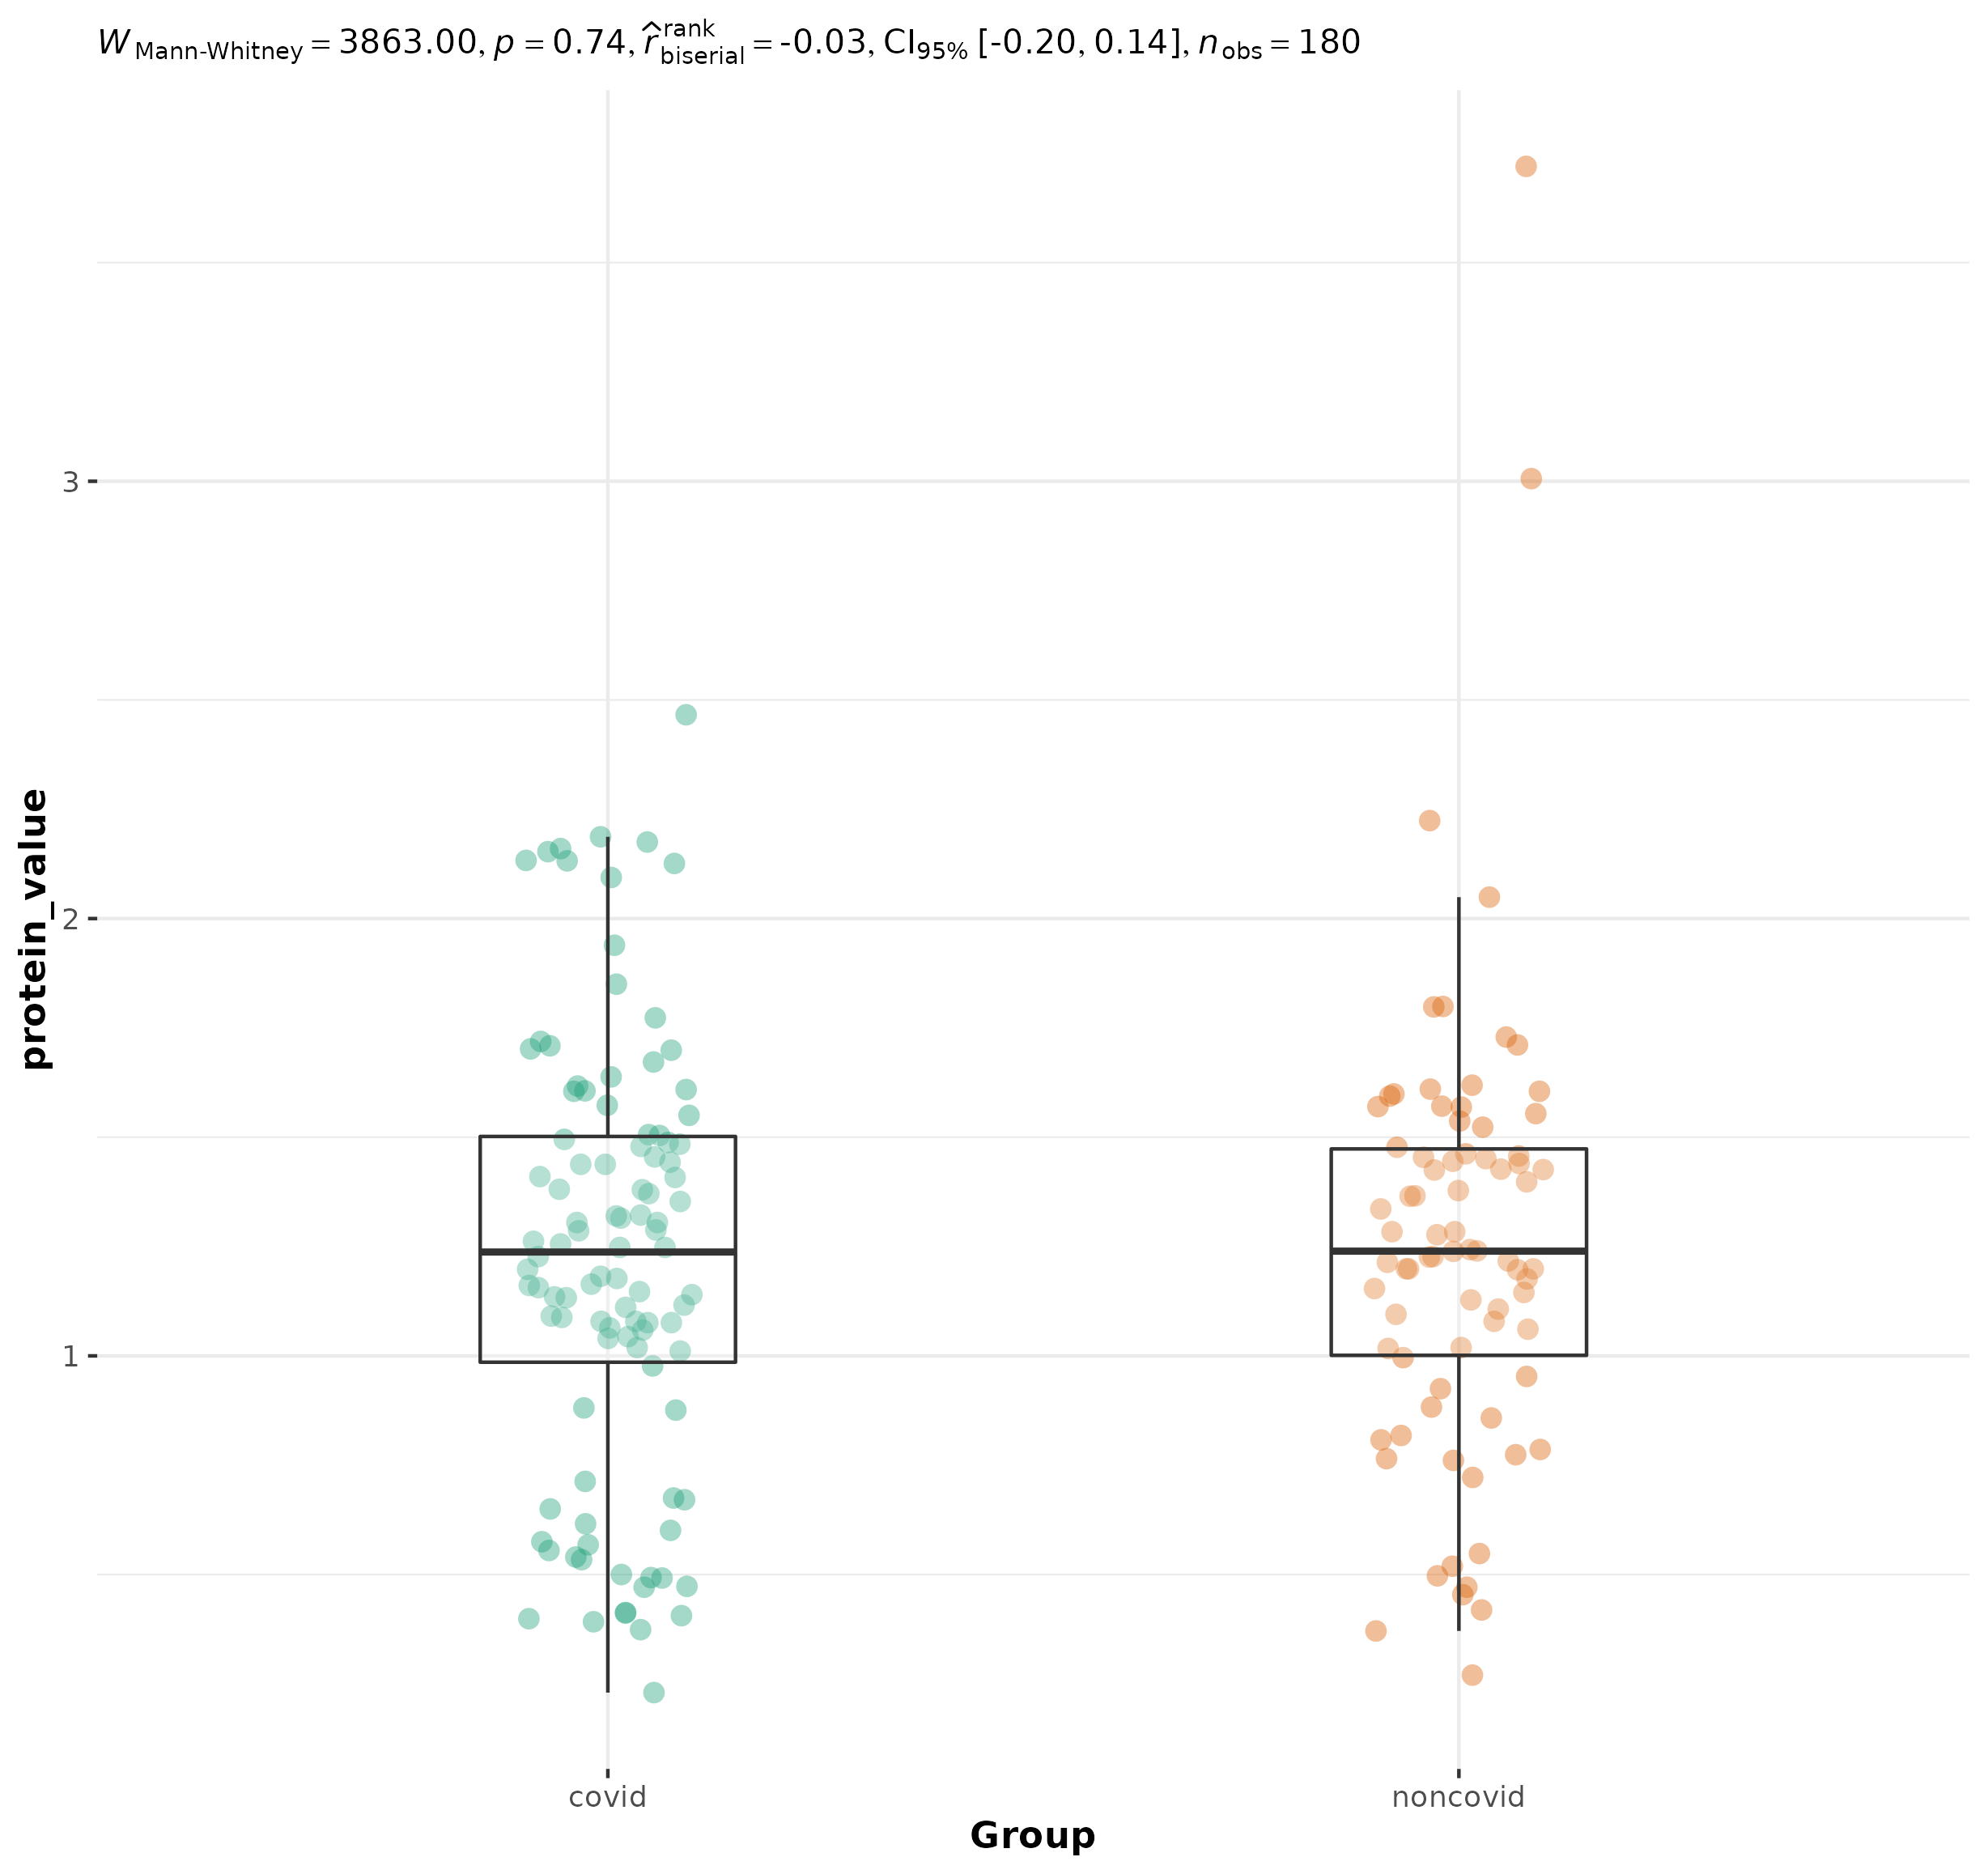 W Mann-Whitney = 3863.00, p = 0.74, r̂ rank biserial = -0.03, CI95% [-0.20, 0.14], nobs = 180
protein_value
3
2
1
covid noncovid
Group